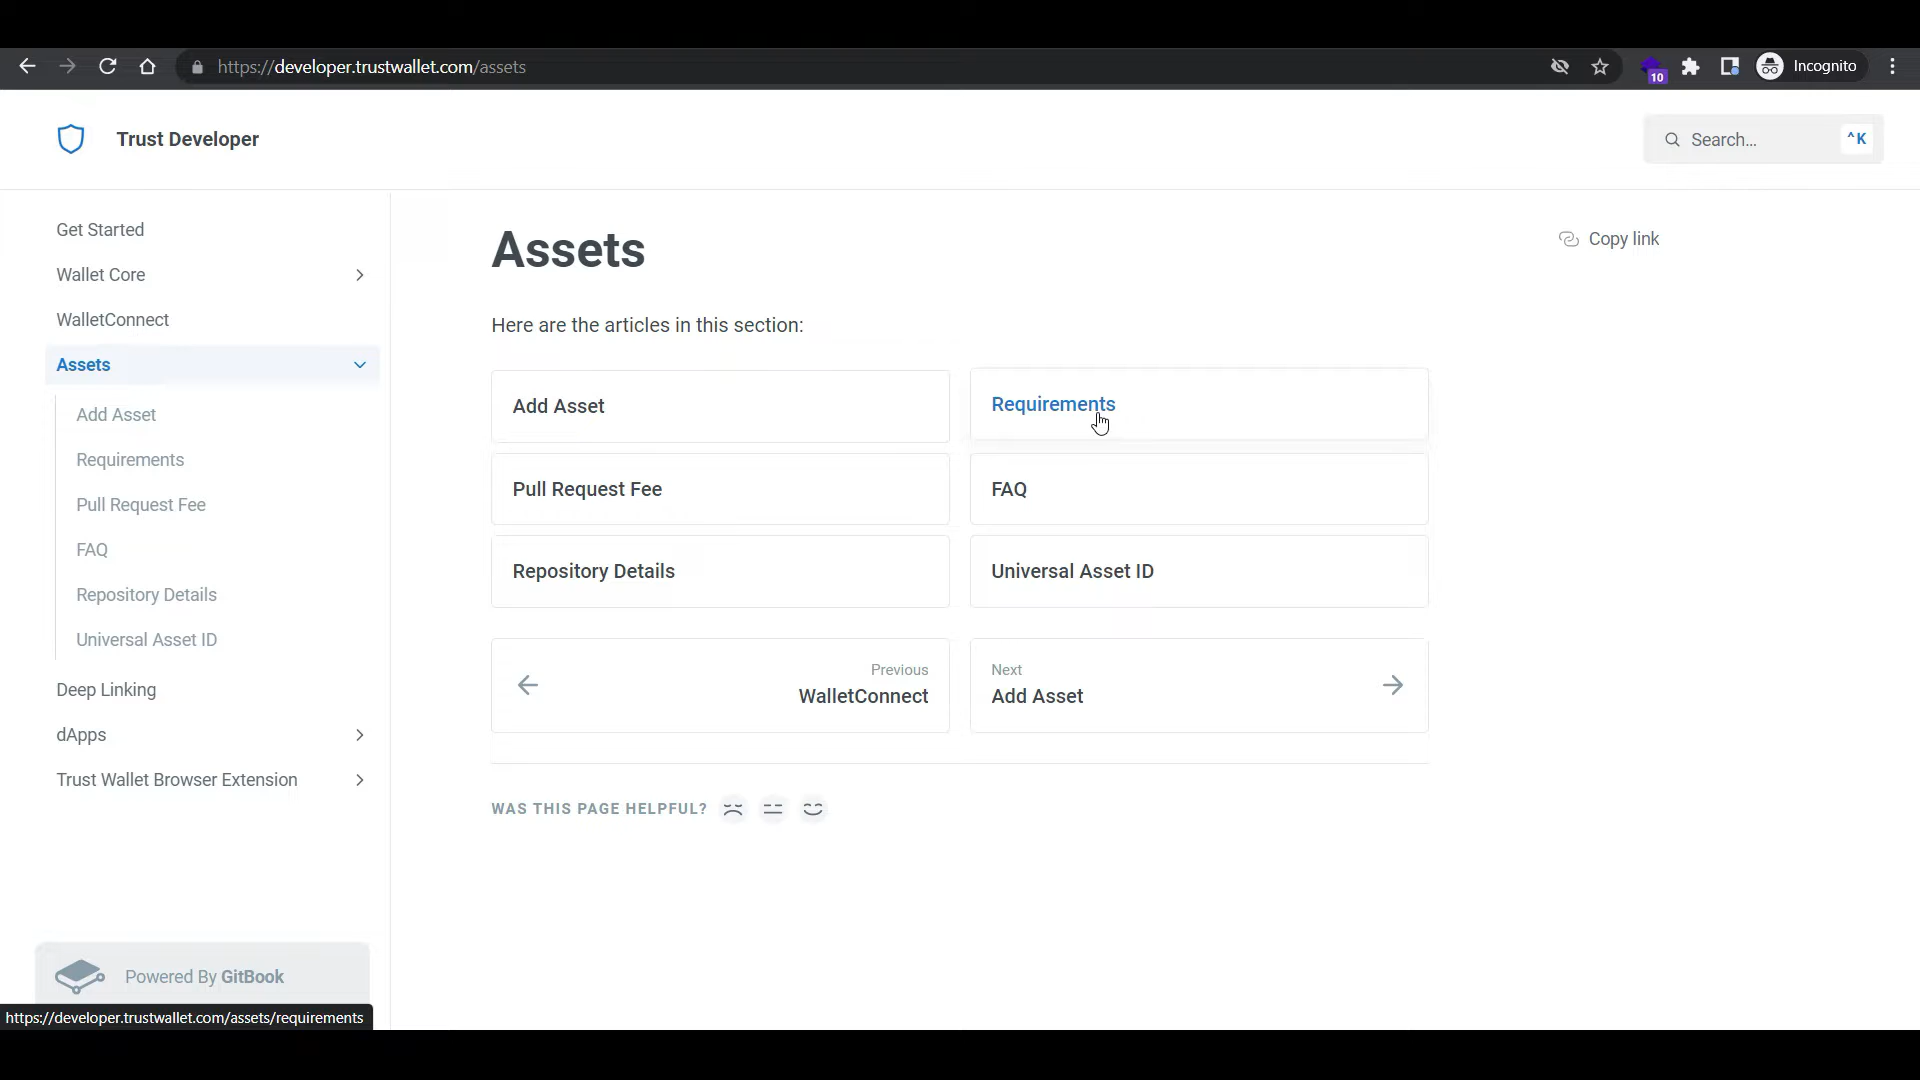 https://developer.trustwallet.com/assets
10
Incognito
Trust Developer
Search...
^K
Get Started
Wallet Core
WalletConnect
Assets
Add Asset
Requirements
Pull Request Fee
FAQ
Repository Details
Universal Asset ID
Deep Linking
dApps
Trust Wallet Browser Extension
Powered By GitBook
https://developer.trustwallet.com/assets/requirements
Assets
Copy link
Here are the articles in this section:
Add Asset
Requirements
Pull Request Fee
FAQ
Repository Details
Universal Asset ID
Previous
WalletConnect
Next
Add Asset
WAS THIS PAGE HELPFUL?